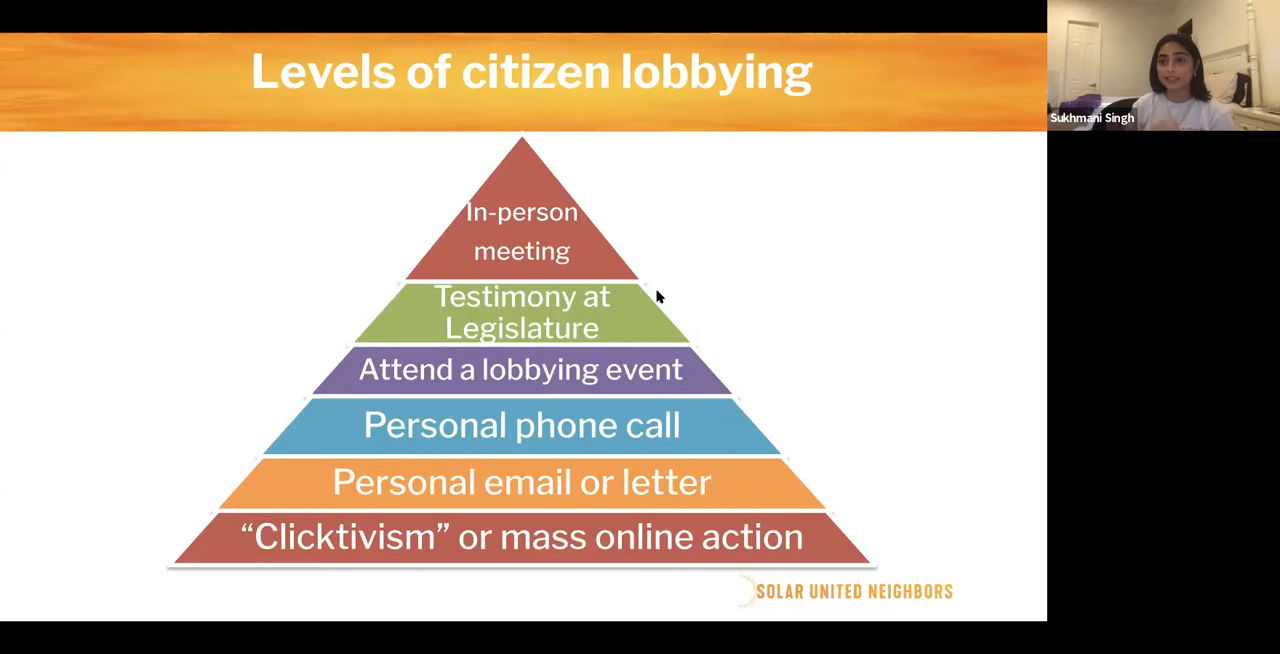 Levels of citizen lobbying
Sukhmani Singh
In-person
meeting
Testimony at
Legislature
Attend a lobbying event
Personal phone call
Personal email or letter
“Clicktivism” or mass online action
SOLAR UNITED NEIGHBORS